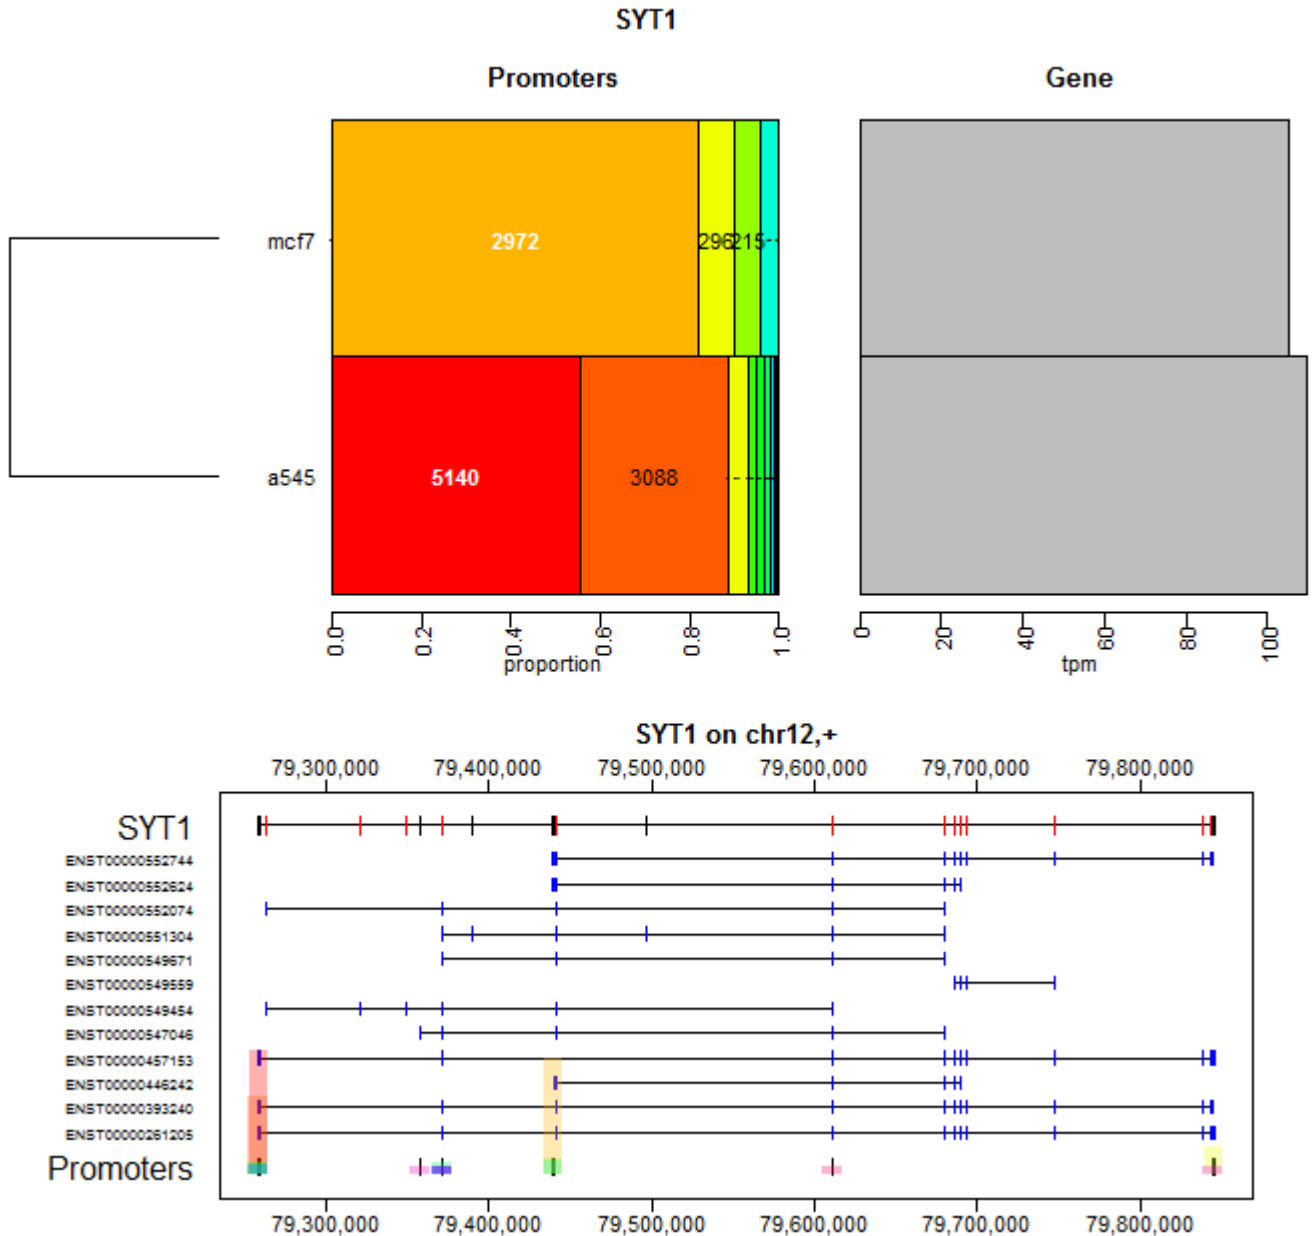 SYT1
Promoters Gene
mcf7 2972 296 215
a545 5140 3088
0.0 0.2 0.4 0.6 0.8 1.0 0 20 40 60 80 100
proportion tpm
SYT1 on chr12,+
79,300,000 79,400,000 79,500,000 79,600,000 79,700,000 79,800,000
SYT1
ENST00000552744
ENST00000552624
ENST00000552074
ENST00000551304
ENST00000549671
ENST00000549559
ENST00000549454
ENST00000547046
ENST00000457153
ENST00000446242
ENST00000393240
ENST00000261205
Promoters
79,300,000 79,400,000 79,500,000 79,600,000 79,700,000 79,800,000